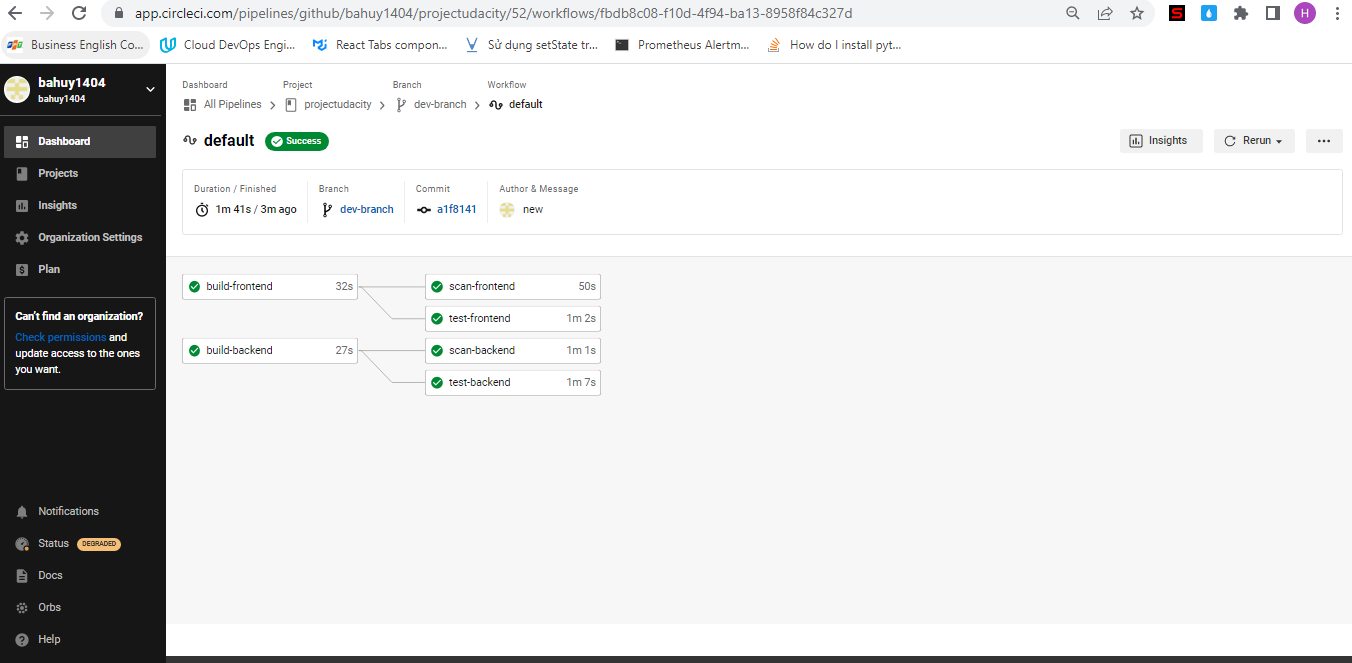 app.circleci.com/pipelines/github/bahuy1404/projectudacity/52/workflows/fbdb8c08-f10d-4f94-ba13-8958f84c327d
S
H
Business English Co...
Cloud DevOps Engi...
React Tabs compon...
Sử dụng setState tr...
Prometheus Alertm...
How do I install pyt...
bahuy1404
bahuy1404
Dashboard
Projects
Insights
Organization Settings
Plan
Can't find an organization?
Check permissions and
update access to the ones
you want.
Notifications
Status DEGRADED
Docs
Orbs
Help
Dashboard Project Branch Workflow
All Pipelines projectudacity dev-branch default
default Success
Insights Rerun
Duration / Finished Branch Commit Author & Message
1m 41s / 3m ago dev-branch a1f8141 new
build-frontend 32s scan-frontend 50s
test-frontend 1m 2s
build-backend 27s scan-backend 1m 1s
test-backend 1m 7s